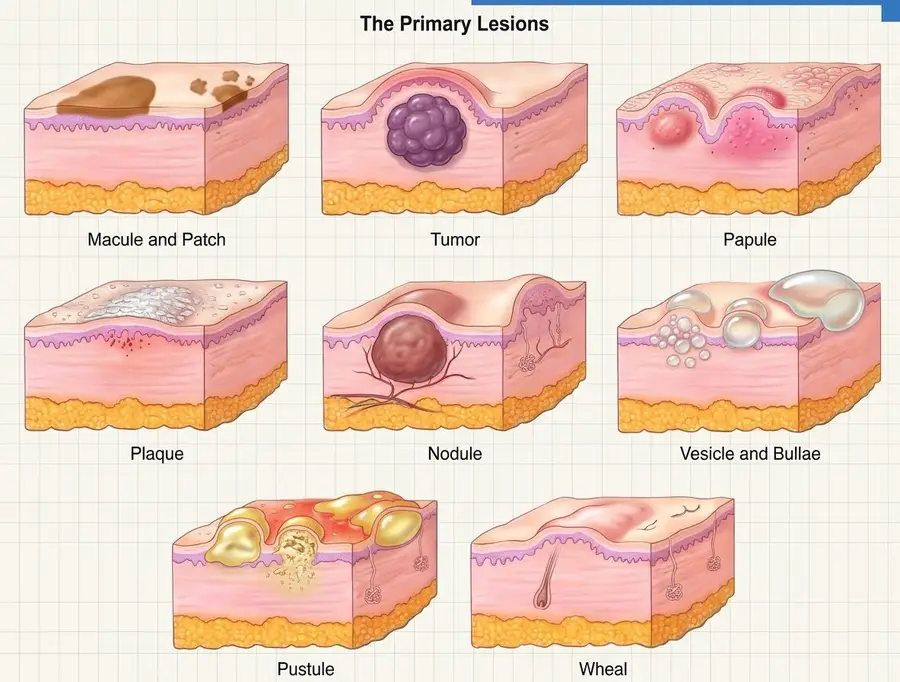 The Primary Lesions
Macule and Patch
Tumor
Papule
Plaque
Nodule
Vesicle and Bullae
Pustule
Wheal